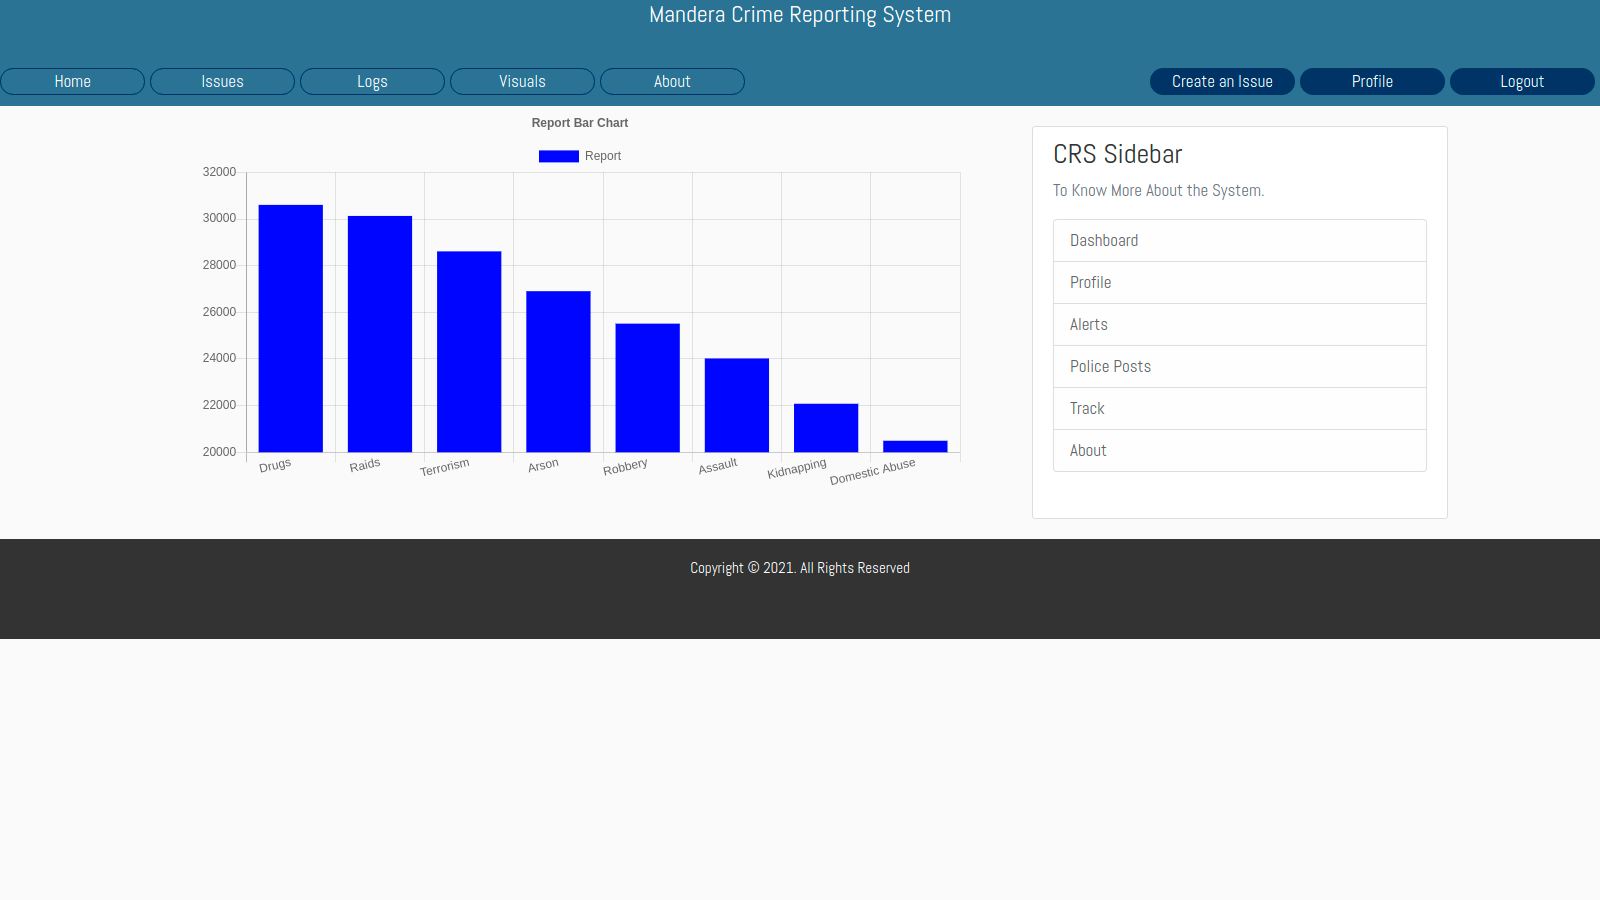 Mandera Crime Reporting System
Home Issues Logs Visuals About Create an Issue Profile Logout
Report Bar Chart
Report
32000
30000
28000
26000
24000
22000
20000
Drugs Raids Terrorism Arson Robbery Assault Kidnapping Domestic Abuse
CRS Sidebar
To Know More About the System.
Dashboard
Profile
Alerts
Police Posts
Track
About
Copyright © 2021. All Rights Reserved